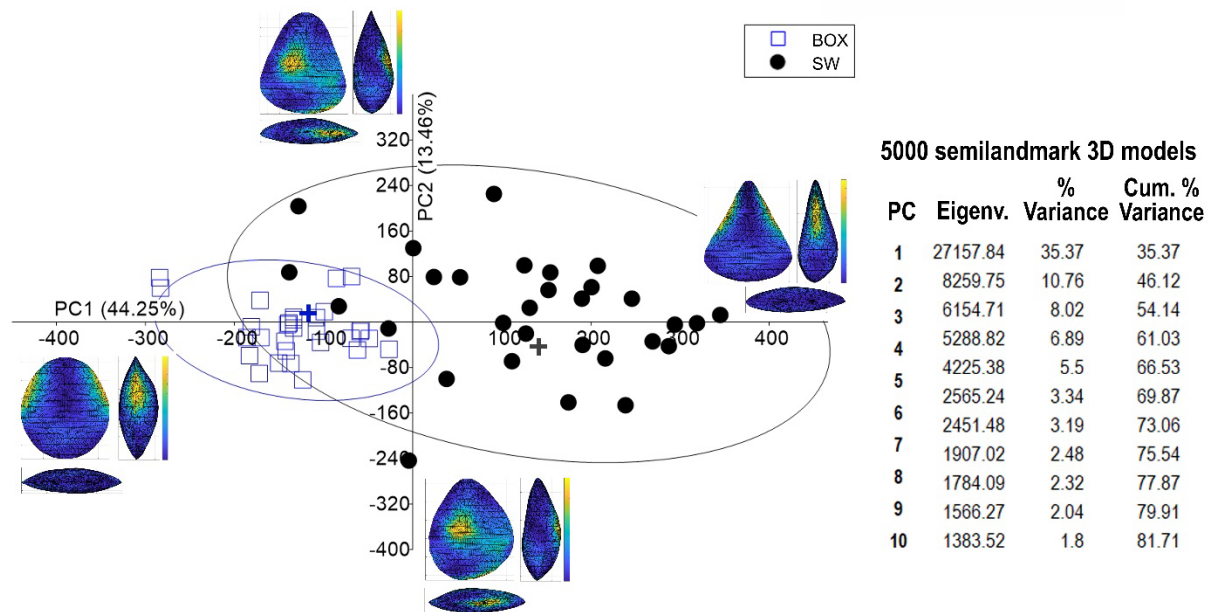 BOX
SW
PC2 (13.46%)
320
240
160
80
-80
-160
-240
-320
-400
PC1 (44.25%)
-400 -300 -200 -100 100 200 300 400
5000 semilandmark 3D models
PC Eigenv. % Variance Cum. % Variance
1 27157.84 35.37 35.37
2 8259.75 10.76 46.12
3 6154.71 8.02 54.14
4 5288.82 6.89 61.03
5 4225.38 5.5 66.53
6 2565.24 3.34 69.87
7 2451.48 3.19 73.06
8 1907.02 2.48 75.54
8 1784.09 2.32 77.87
9 1566.27 2.04 79.91
10 1383.52 1.8 81.71